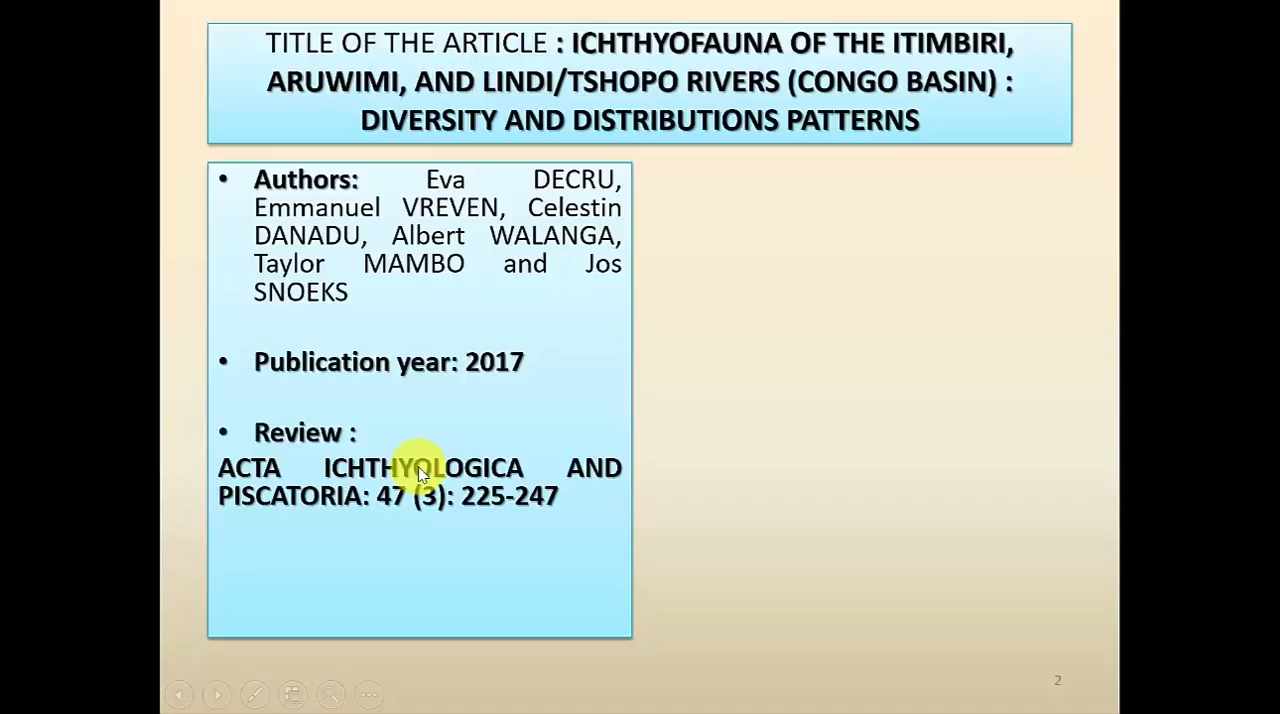 TITLE OF THE ARTICLE : ICHTHYOFAUNA OF THE ITIMBIRI,
ARUWIMI, AND LINDI/TSHOPO RIVERS (CONGO BASIN) :
DIVERSITY AND DISTRIBUTIONS PATTERNS
• Authors: Eva DECRU,
Emmanuel VREVEN, Celestin
DANADU, Albert WALANGA,
Taylor MAMBO and Jos
SNOEKS
• Publication year: 2017
• Review :
ACTA ICHTHYOLOGICA AND
PISCATORIA: 47 (3): 225-247
2